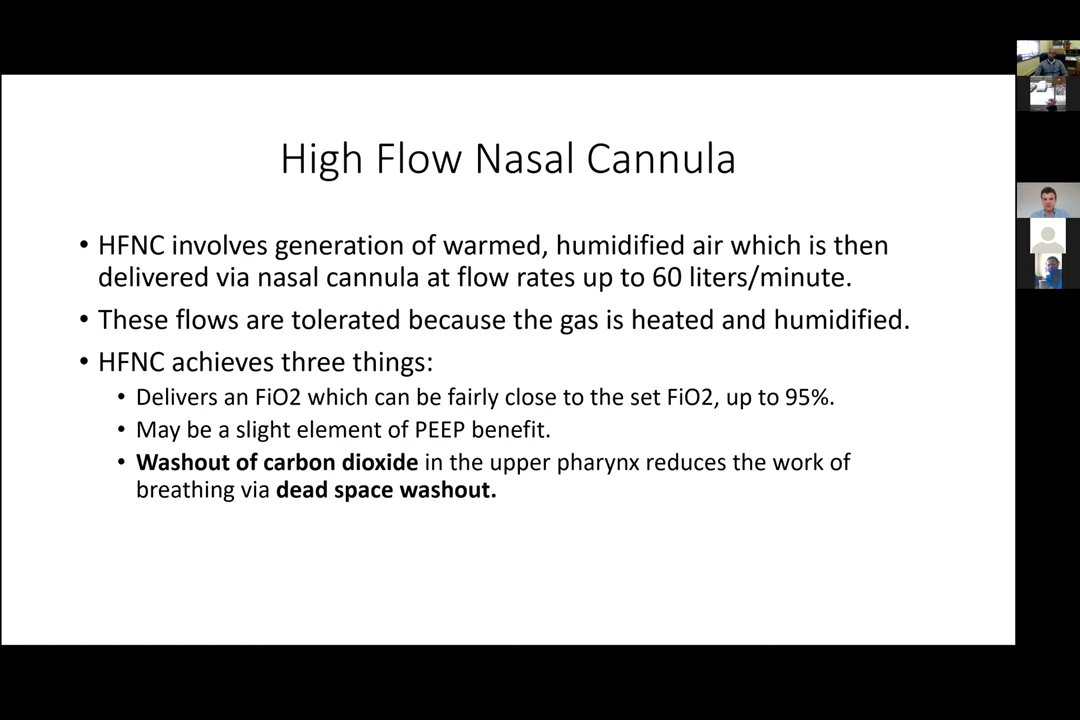 High Flow Nasal Cannula
• HFNC involves generation of warmed, humidified air which is then
delivered via nasal cannula at flow rates up to 60 liters/minute.
• These flows are tolerated because the gas is heated and humidified.
• HFNC achieves three things:
• Delivers an FiO2 which can be fairly close to the set FiO2, up to 95%.
• May be a slight element of PEEP benefit.
• Washout of carbon dioxide in the upper pharynx reduces the work of
breathing via dead space washout.